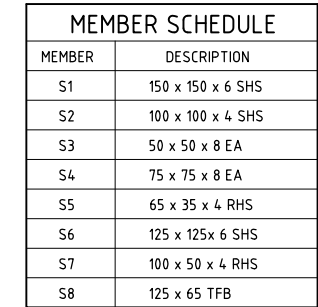 MEMBER SCHEDULE
MEMBER DESCRIPTION
S1 150 x 150 x 6 SHS
S2 100 x 100 x 4 SHS
S3 50 x 50 x 8 EA
S4 75 x 75 x 8 EA
S5 65 x 35 x 4 RHS
S6 125 x 125x 6 SHS
S7 100 x 50 x 4 RHS
S8 125 x 65 TFB